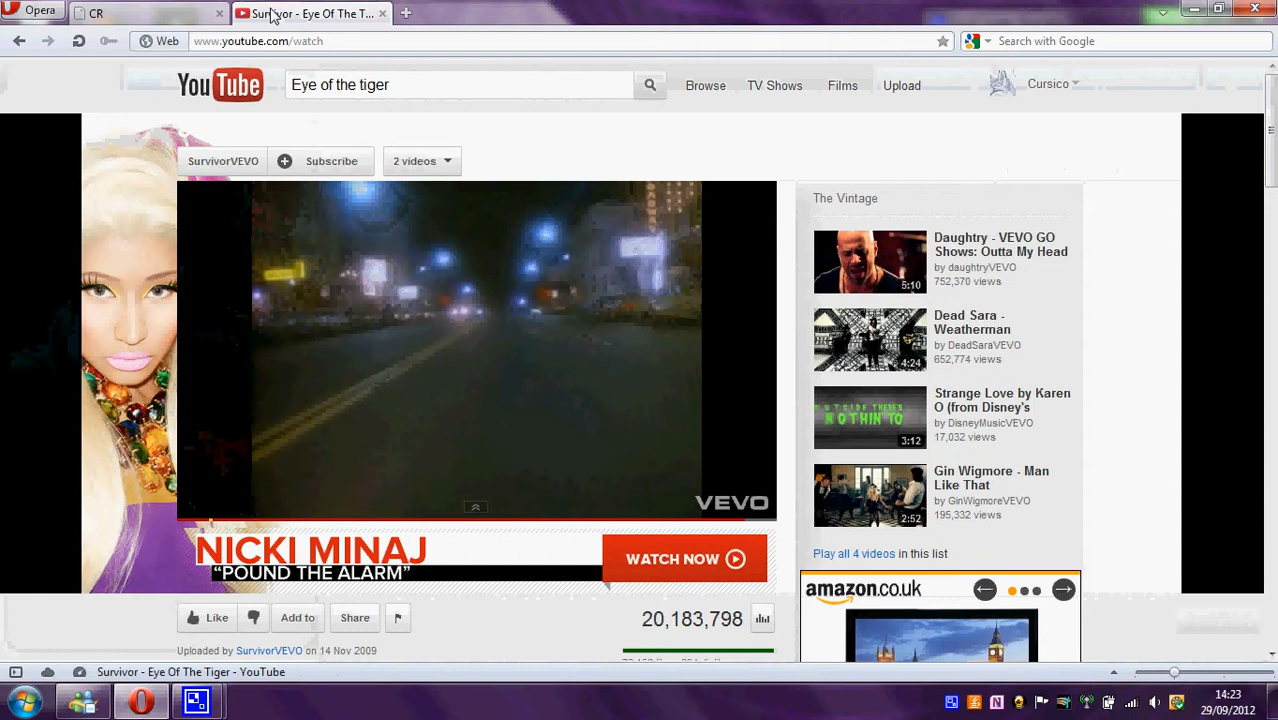 Opera
CR
Survivor - Eye Of The T...
Web
www.youtube.com/watch
Search with Google
YouTube
Eye of the tiger
Browse
TV Shows
Films
Upload
Cursico
SurvivorVEVO
Subscribe
2 videos
The Vintage
Daughtry - VEVO GO
Shows: Outta My Head
by daughtryVEVO
752,370 views
5:10
Dead Sara -
Weatherman
by DeadSaraVEVO
652,774 views
4:24
Strange Love by Karen
O (from Disney's
by DisneyMusicVEVO
17,032 views
3:12
Gin Wigmore - Man
Like That
by GinWigmoreVEVO
195,332 views
2:52
VEVO
NICKI MINAJ
“POUND THE ALARM”
WATCH NOW
Play all 4 videos in this list
amazon.co.uk
Like
Add to
Share
20,183,798
Uploaded by SurvivorVEVO on 14 Nov 2009
Survivor - Eye Of The Tiger - YouTube
14:23
29/09/2012